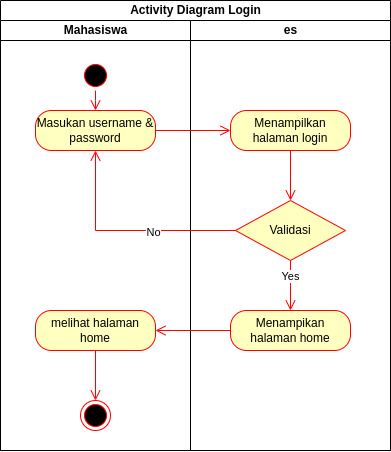 Activity Diagram Login
Mahasiswa
es
Masukan username &
password
Menampilkan
halaman login
Validasi
No
Yes
melihat halaman
home
Menampikan
halaman home